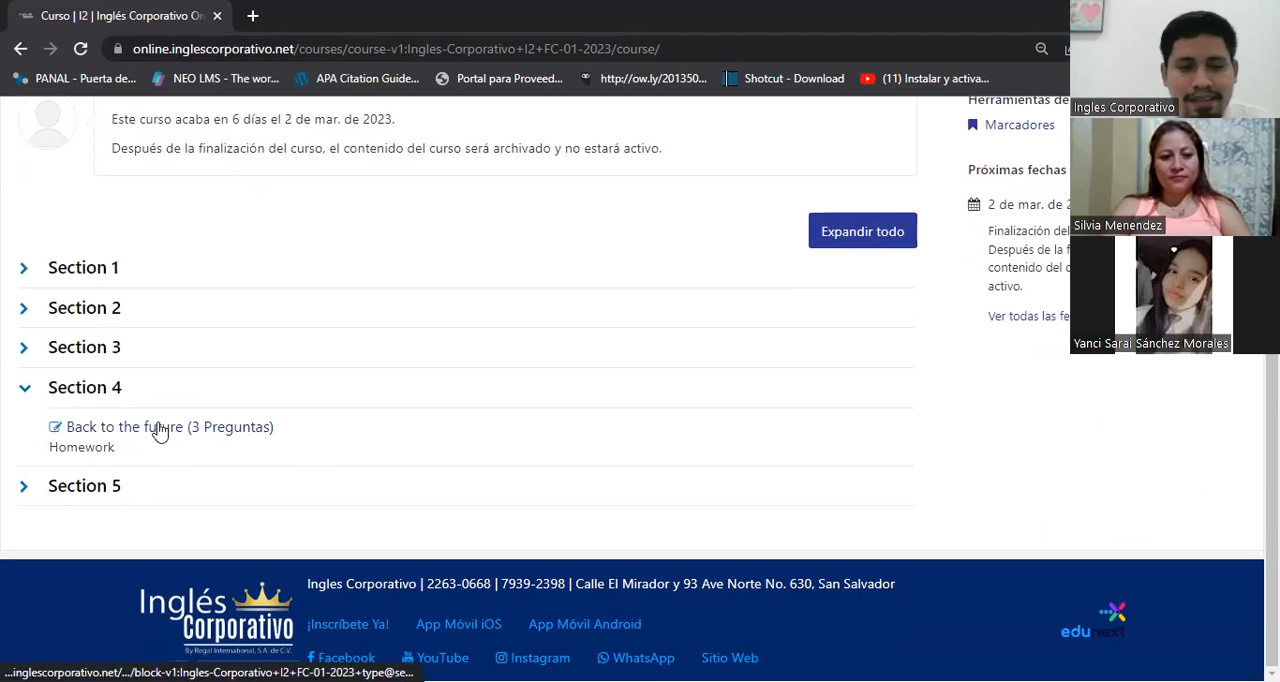 Curso | I2 | Inglés Corporativo On
online.inglescorporativo.net/courses/course-v1:Ingles-Corporativo+I2+FC-01-2023/course/
PANAL - Puerta de...
NEO LMS - The wor...
APA Citation Guide...
Portal para Proveed...
http://ow.ly/201350...
Shotcut - Download
(11) Instalar y activa...
Este curso acaba en 6 días el 2 de mar. de 2023.
Después de la finalización del curso, el contenido del curso será archivado y no estará activo.
Expandir todo
Section 1
Section 2
Section 3
Section 4
Back to the future (3 Preguntas)
Homework
Section 5
Herramientas de
Marcadores
Próximas fechas
2 de mar. de 2
Finalización del
Después de la f
contenido del c
activo.
Ver todas las fe
Ingles Corporativo
Silvia Menendez
Yanci Sarai Sánchez Morales
Inglés
Corporativo
By Regal International, S.A. de C.V.
Ingles Corporativo | 2263-0668 | 7939-2398 | Calle El Mirador y 93 Ave Norte No. 630, San Salvador
¡Inscríbete Ya!
App Móvil iOS
App Móvil Android
Facebook
YouTube
Instagram
WhatsApp
Sitio Web
edunext
...inglescorporativo.net/.../block-v1:Ingles-Corporativo+I2+FC-01-2023+type@se...